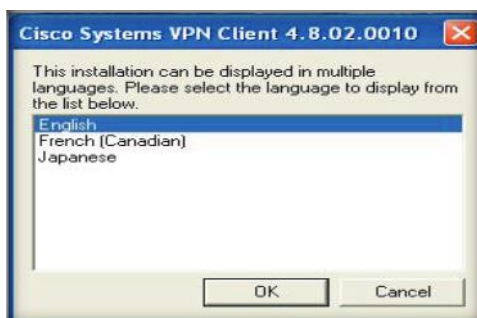 Cisco Systems VPN Client 4.8.02.0010
This installation can be displayed in multiple
languages. Please select the language to display from
the list below.
English
French (Canadian)
Japanese
OK
Cancel